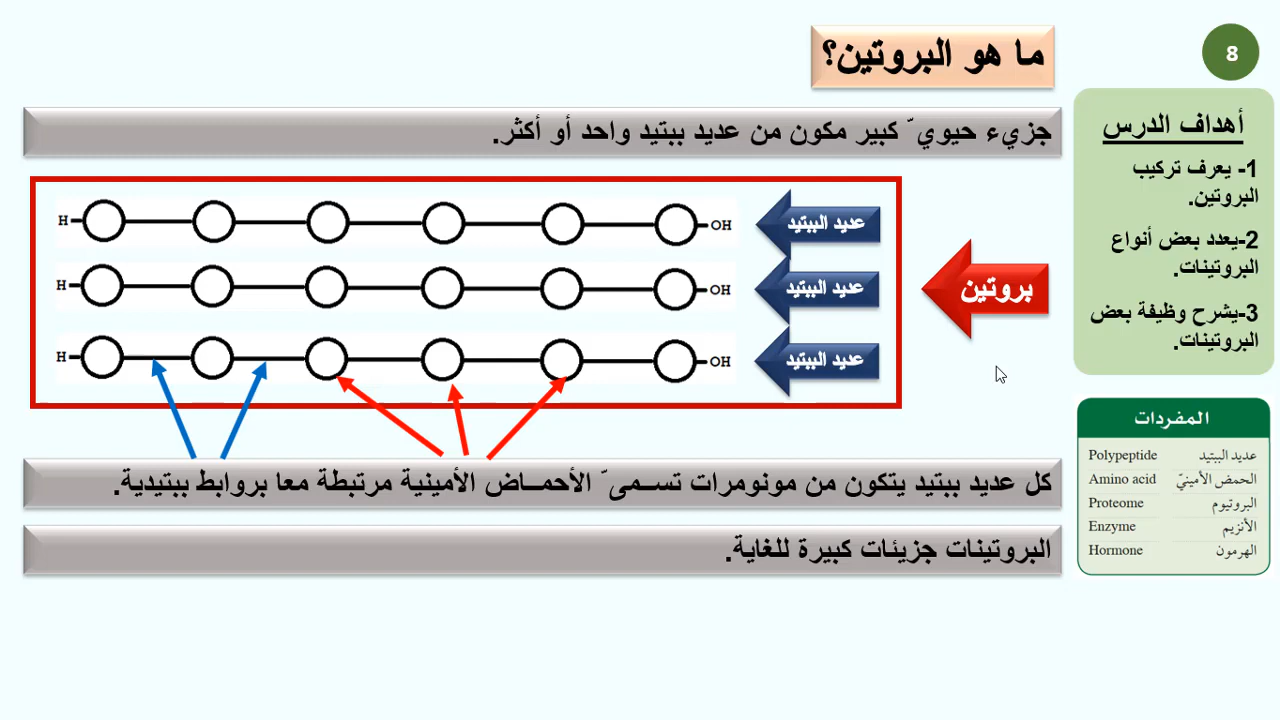 8
ما هو البروتين؟
أهداف الدرس
1- يعرف تركيب
البروتين.
2-يعدد بعض أنواع
البروتينات.
3-يشرح وظيفة بعض
البروتينات.
جزيء حيويّ كبير مكون من عديد ببتيد واحد أو أكثر.
H OH عديد الببتيد
H OH عديد الببتيد
H OH عديد الببتيد
بروتين
كل عديد ببتيد يتكون من مونومرات تســمىّ الأحمــاض الأمينية مرتبطة معا بروابط ببتيدية.
البروتينات جزيئات كبيرة للغاية.
المفردات
عديد الببتيد Polypeptide
الحمض الأمينيّ Amino acid
البروتيوم Proteome
الأنزيم Enzyme
الهرمون Hormone